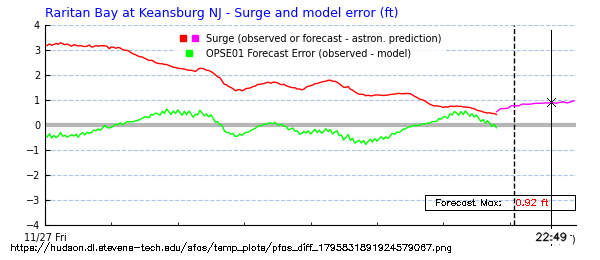 Raritan Bay at Keansburg NJ - Surge and model error (ft)
Surge (observed or forecast - astron. prediction)
OPSE01 Forecast Error (observed - model)
4
3
2
1
0
−1
−2
−3
−4
Forecast Max: 0.92 ft
11/27 Fri
22:49
https://hudson.dl.stevens-tech.edu/sfos/temp_plots/pfos_diff_1795831891924579067.png